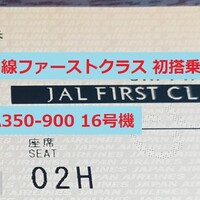 線ファーストクラス 初搭乗
JAL FIRST CL
A350-900 16号機
座席
SEAT
02H